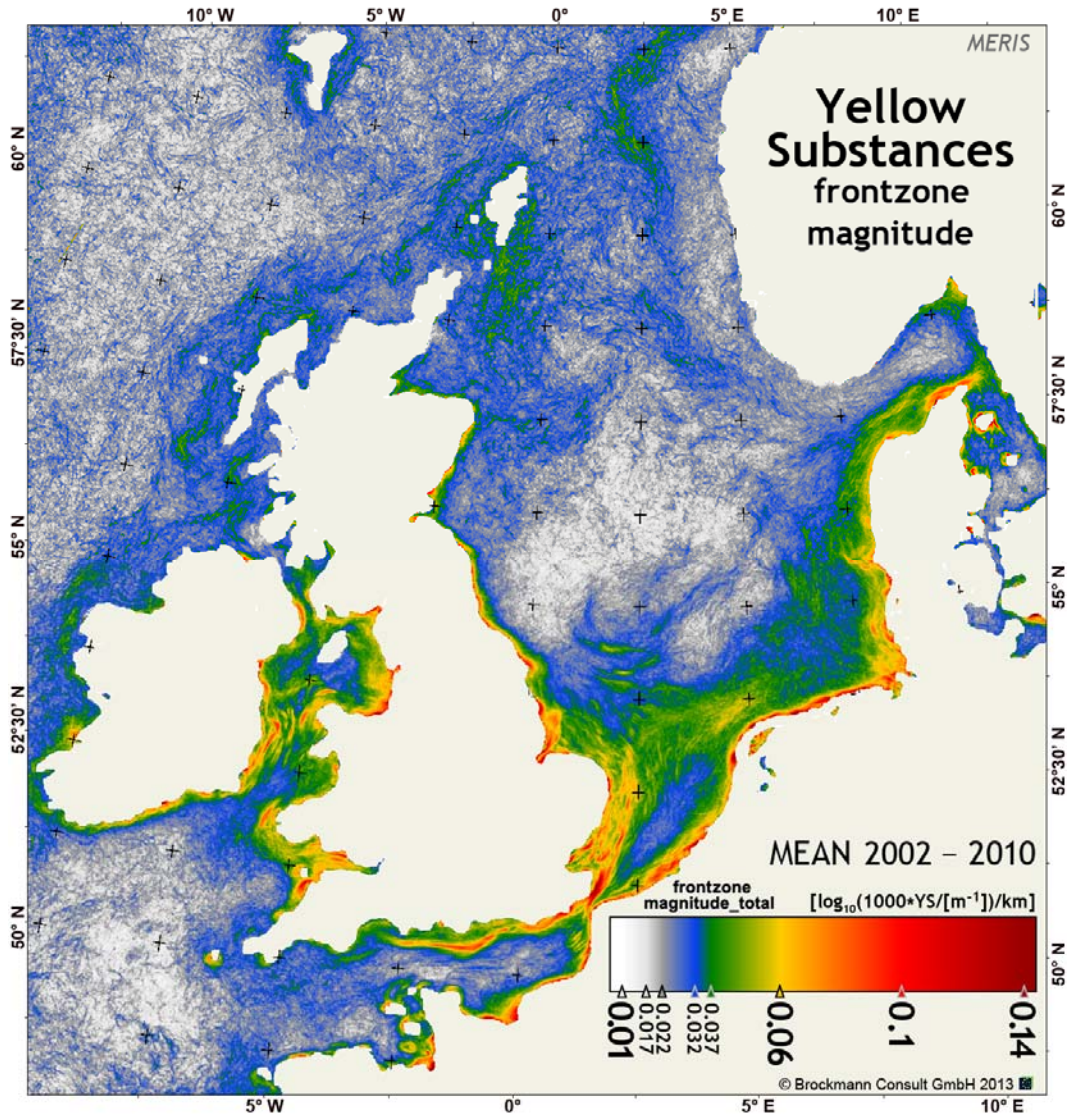 10° W 5° W 0° 5° E 10° E
MERIS
Yellow
Substances
frontzone
magnitude
60° N
60° N
57°30' N
57°30' N
55° N
55° N
52°30' N
52°30' N
MEAN 2002 – 2010
frontzone
magnitude_total [log₁₀(1000*YS/[m⁻¹])/km]
50° N
50° N
0.01 0.017 0.022 0.032 0.037 0.06 0.1 0.14
© Brockmann Consult GmbH 2013
5° W 0° 5° E 10° E